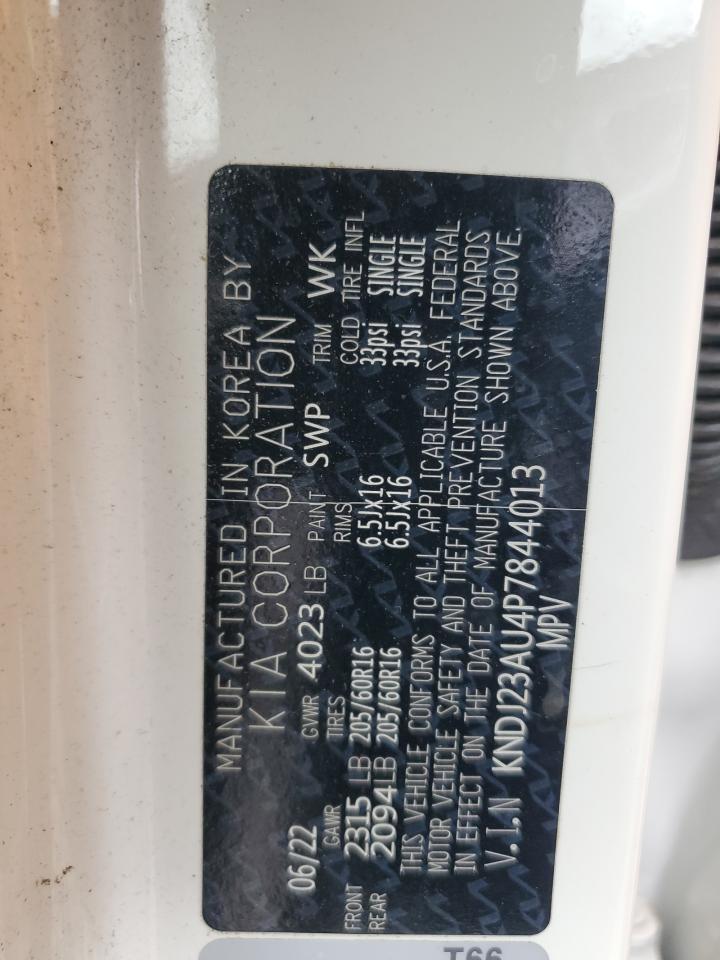 MANUFACTURED IN KOREA BY
KIA CORPORATION
06/22 GVWR 4023 LB PAINT SWP TRIM WK
GAWR TIRES RIMS COLD TIRE INFL
FRONT 2315 LB 205/60R16 6.5JX16 33psi SINGLE
REAR 2094 LB 205/60R16 6.5JX16 33psi SINGLE
THIS VEHICLE CONFORMS TO ALL APPLICABLE U.S.A. FEDERAL
MOTOR VEHICLE SAFETY AND THEFT PREVENTION STANDARDS
IN EFFECT ON THE DATE OF MANUFACTURE SHOWN ABOVE.
V.I.N KNDJ23AU4P7844013
MPV
T66